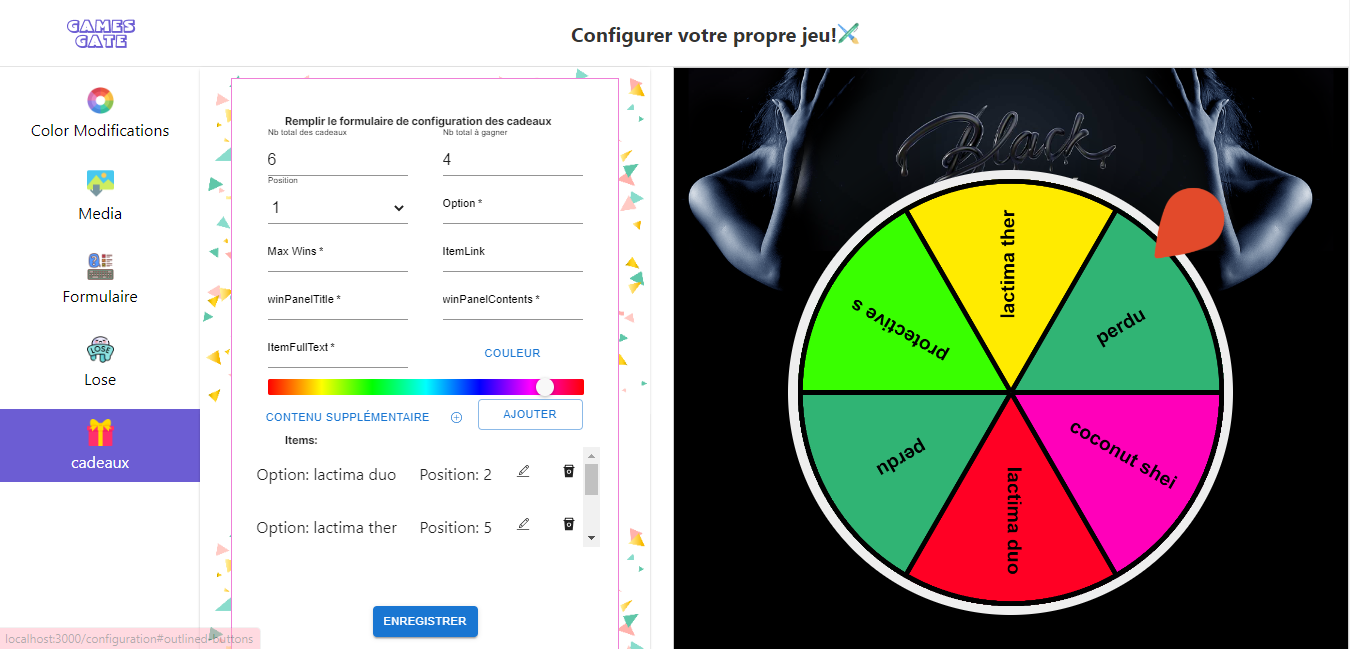 GAMES
GATE
Configurer votre propre jeu!
Color Modifications
Media
Formulaire
LOSE
Lose
cadeaux
Remplir le formulaire de configuration des cadeaux
Nb total des cadeaux
Nb total à gagner
6
4
Position
1
Option *
Max Wins *
ItemLink
winPanelTitle *
winPanelContents *
ItemFullText *
COULEUR
CONTENU SUPPLÉMENTAIRE
AJOUTER
Items:
Option: lactima duo
Position: 2
Option: lactima ther
Position: 5
ENREGISTRER
localhost:3000/configuration#outlined-buttons
Black
lactima ther
perdu
coconut shei
lactima duo
perdu
protective s